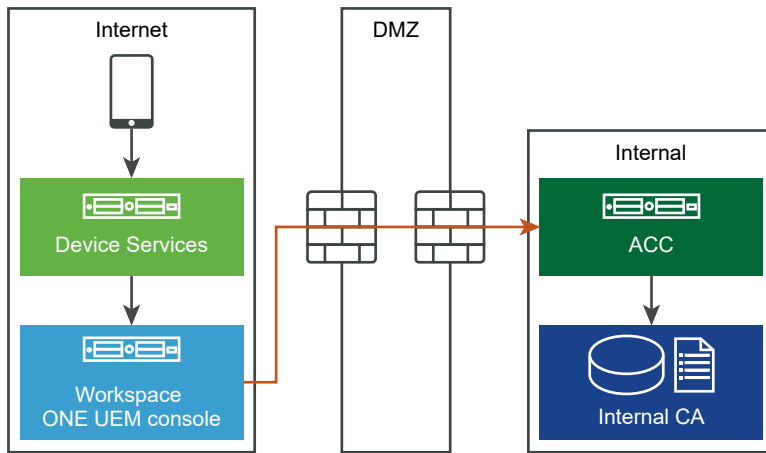 Internet
DMZ
Internal
Device Services
ACC
Workspace
ONE UEM console
Internal CA